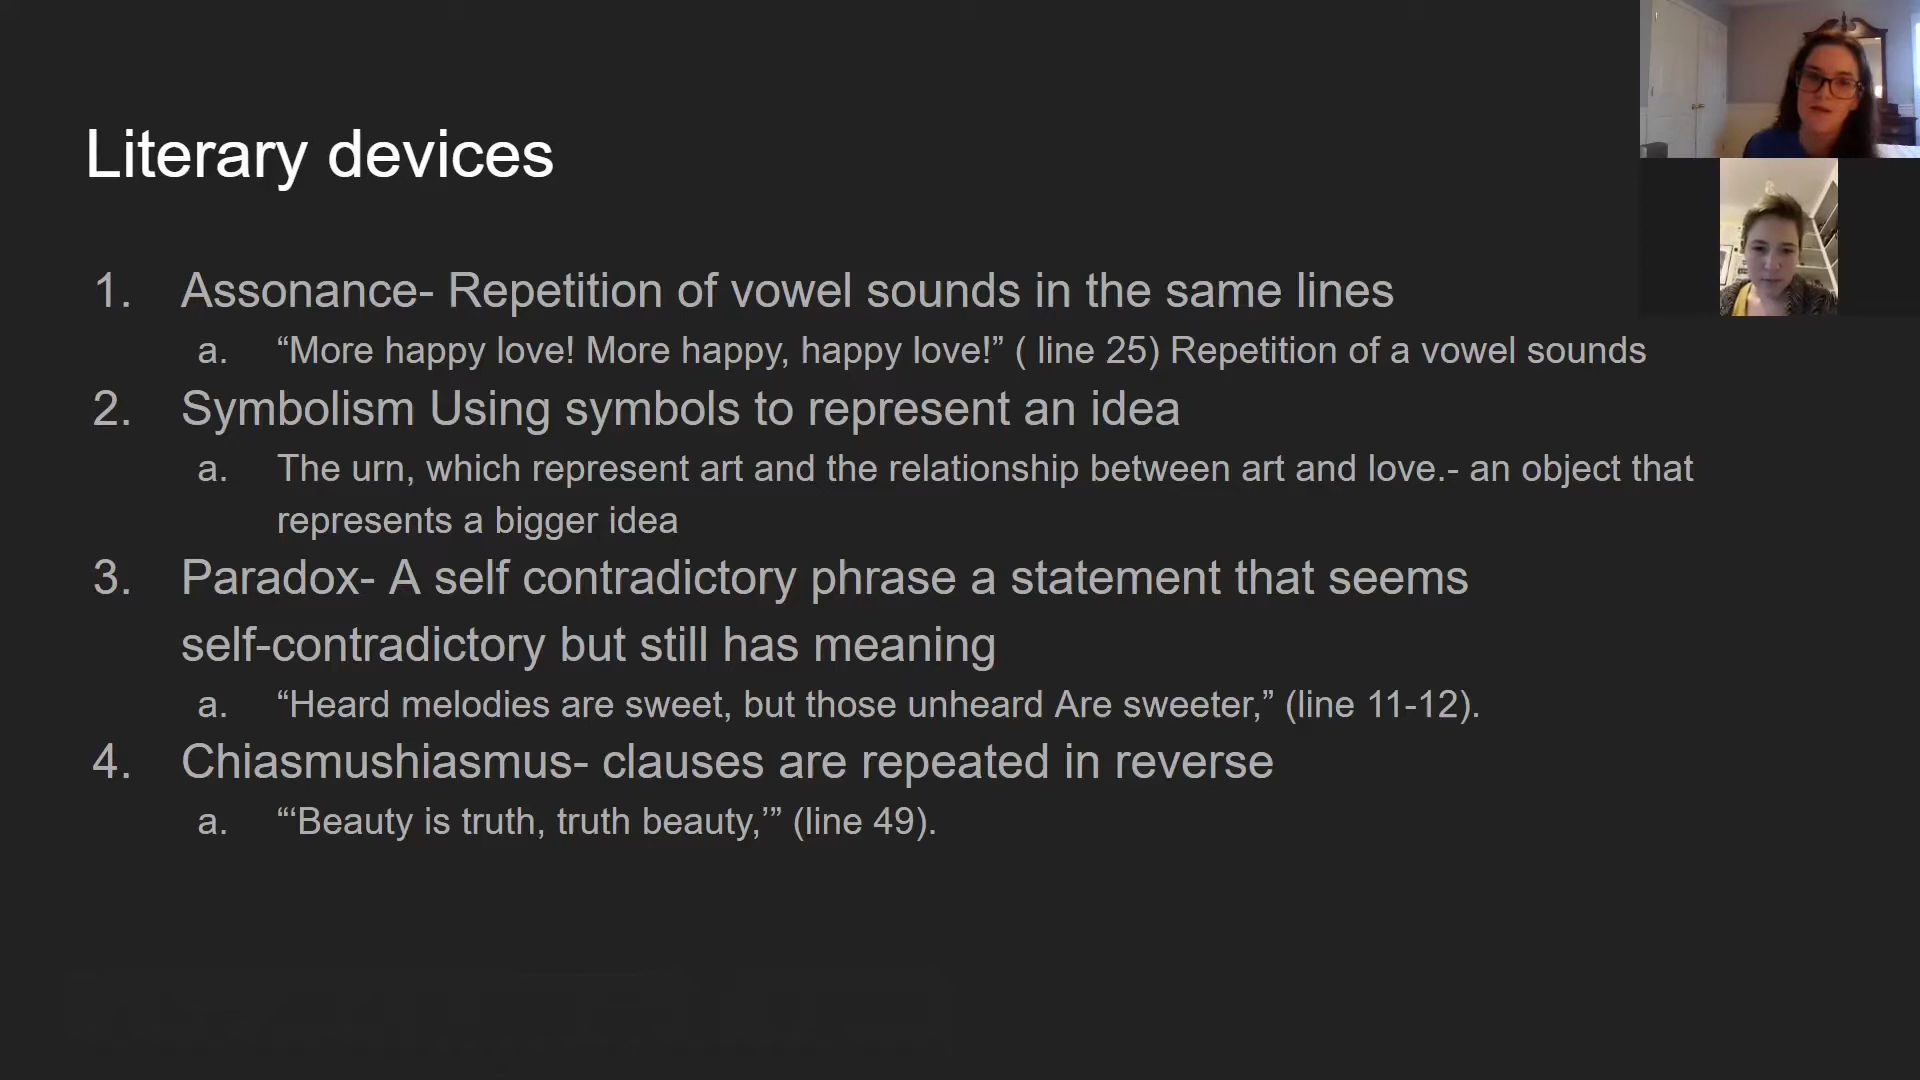 Literary devices
1. Assonance- Repetition of vowel sounds in the same lines
a. “More happy love! More happy, happy love!” ( line 25) Repetition of a vowel sounds
2. Symbolism Using symbols to represent an idea
a. The urn, which represent art and the relationship between art and love.- an object that
represents a bigger idea
3. Paradox- A self contradictory phrase a statement that seems
self-contradictory but still has meaning
a. “Heard melodies are sweet, but those unheard Are sweeter,” (line 11-12).
4. Chiasmushiasmus- clauses are repeated in reverse
a. “‘Beauty is truth, truth beauty,’” (line 49).